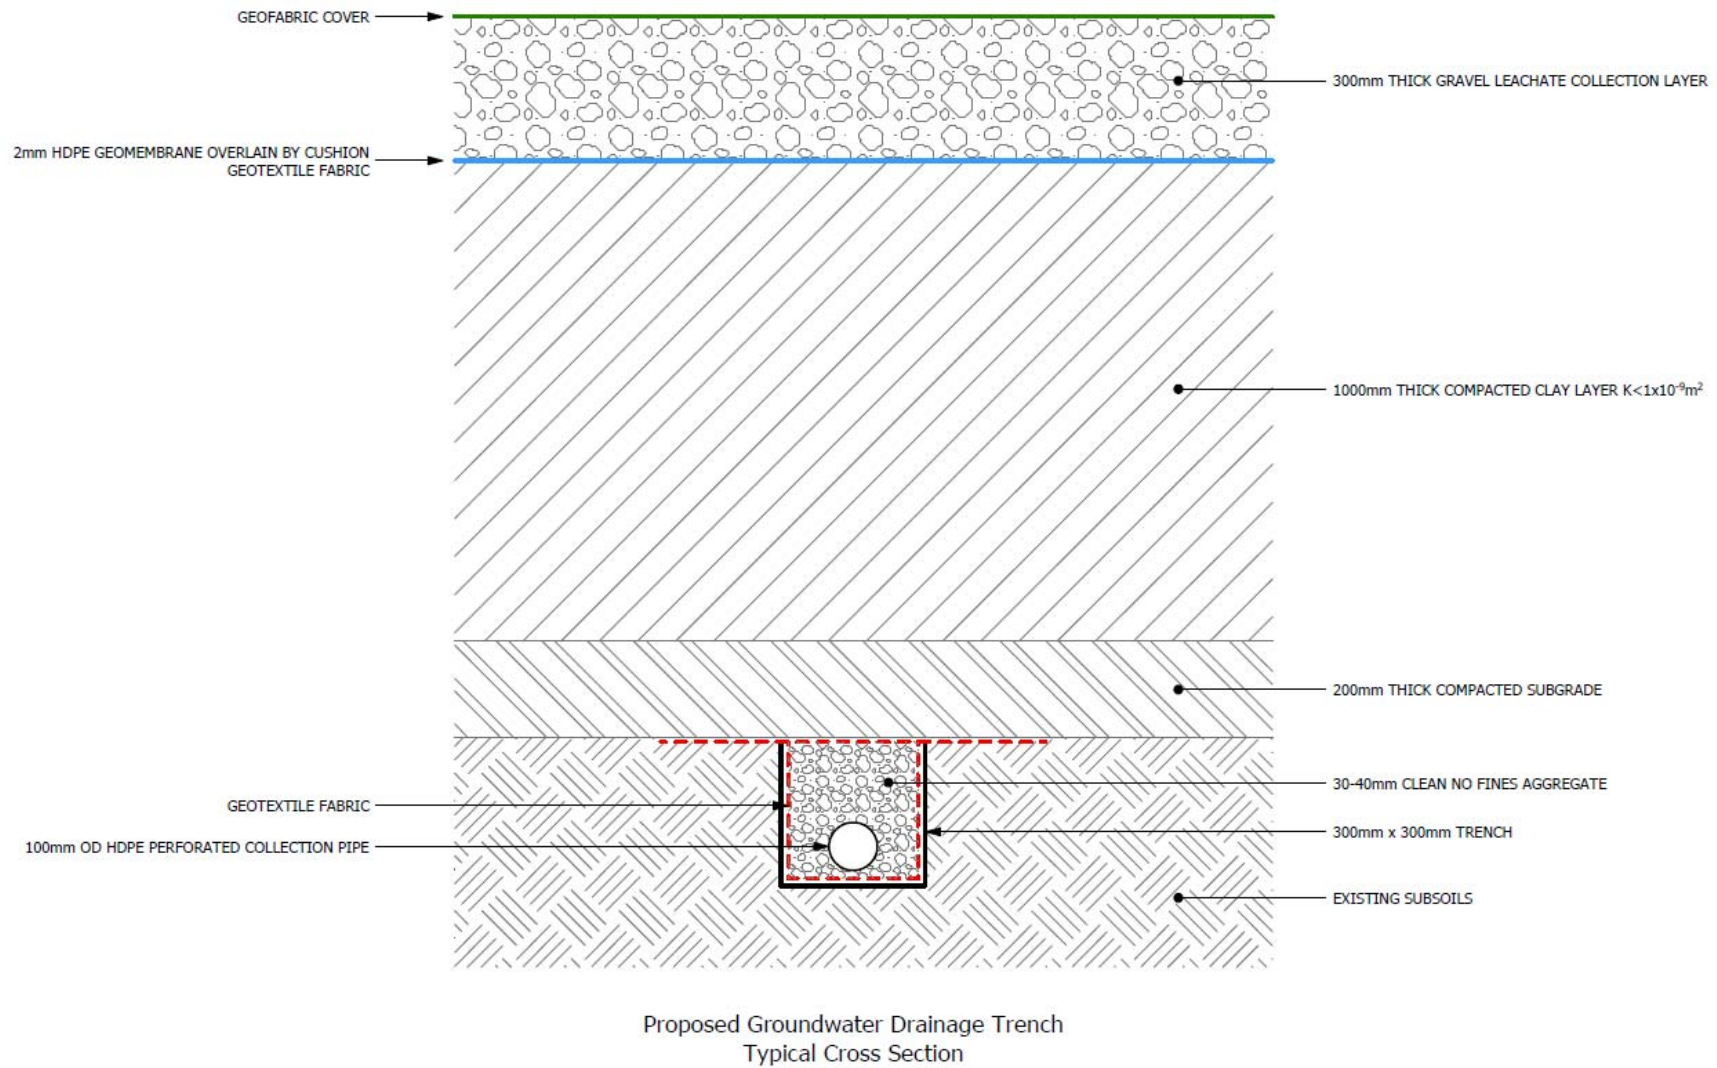 GEOFABRIC COVER
300mm THICK GRAVEL LEACHATE COLLECTION LAYER
2mm HDPE GEOMEMBRANE OVERLAIN BY CUSHION
GEOTEXTILE FABRIC
1000mm THICK COMPACTED CLAY LAYER K<1x10⁻⁹m²
200mm THICK COMPACTED SUBGRADE
30-40mm CLEAN NO FINES AGGREGATE
GEOTEXTILE FABRIC
300mm x 300mm TRENCH
100mm OD HDPE PERFORATED COLLECTION PIPE
EXISTING SUBSOILS
Proposed Groundwater Drainage Trench
Typical Cross Section